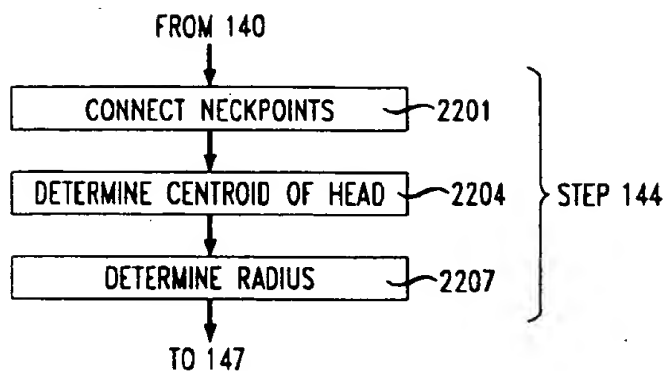 FROM 140
CONNECT NECKPOINTS 2201
DETERMINE CENTROID OF HEAD 2204
STEP 144
DETERMINE RADIUS 2207
TO 147